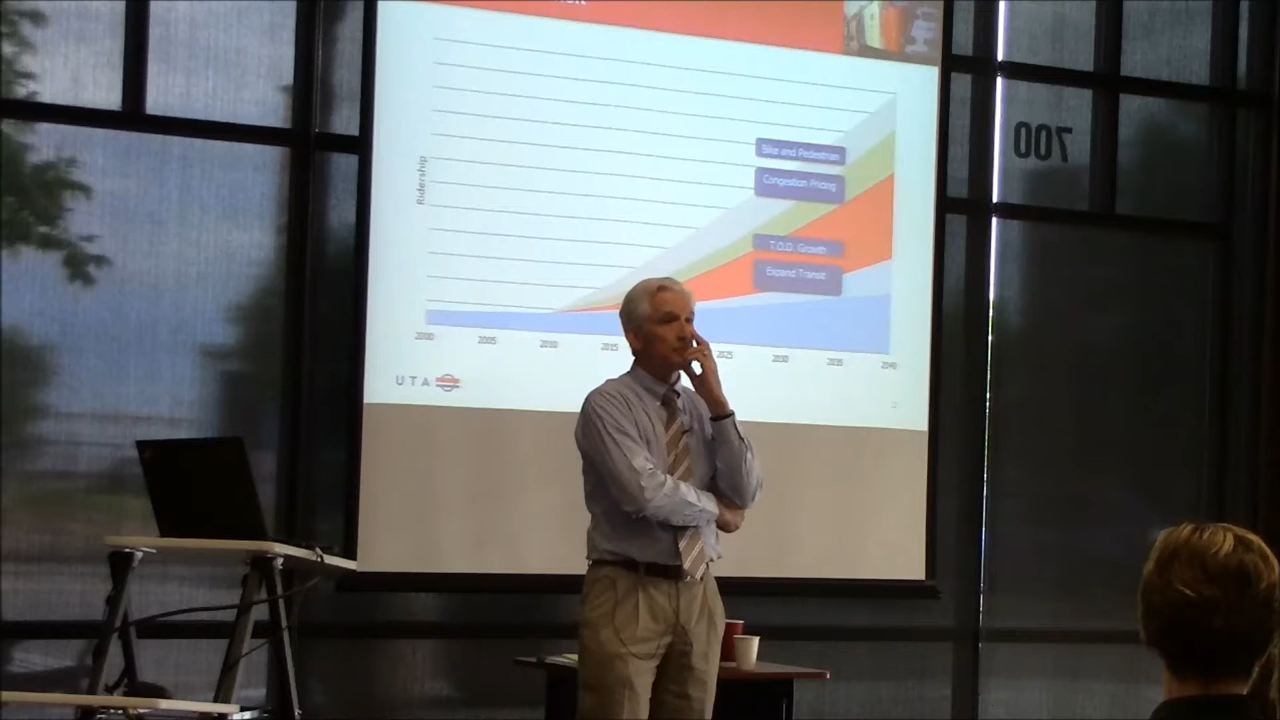 Bike and Pedestrian
Congestion Pricing
T.O.D. Growth
Expand Transit
Ridership
2000
2005
2010
2015
2025
2030
2035
2040
UTA
700